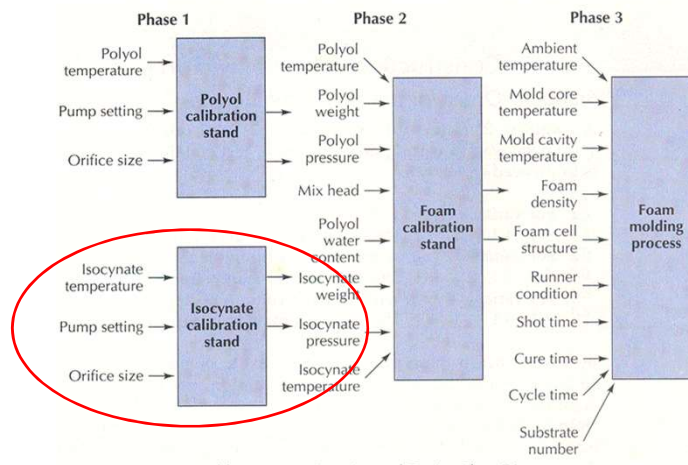 Phase 1
Phase 2
Phase 3
Polyol
temperature
Pump setting
Orifice size
Polyol
calibration
stand
Isocynate
temperature
Pump setting
Orifice size
Isocynate
calibration
stand
Polyol
temperature
Polyol
weight
Polyol
pressure
Mix head
Polyol
water
content
Isocynate
weight
Isocynate
pressure
Isocynate
temperature
Foam
calibration
stand
Ambient
temperature
Mold core
temperature
Mold cavity
temperature
Foam
density
Foam cell
structure
Runner
condition
Shot time
Cure time
Cycle time
Substrate
number
Foam
molding
process